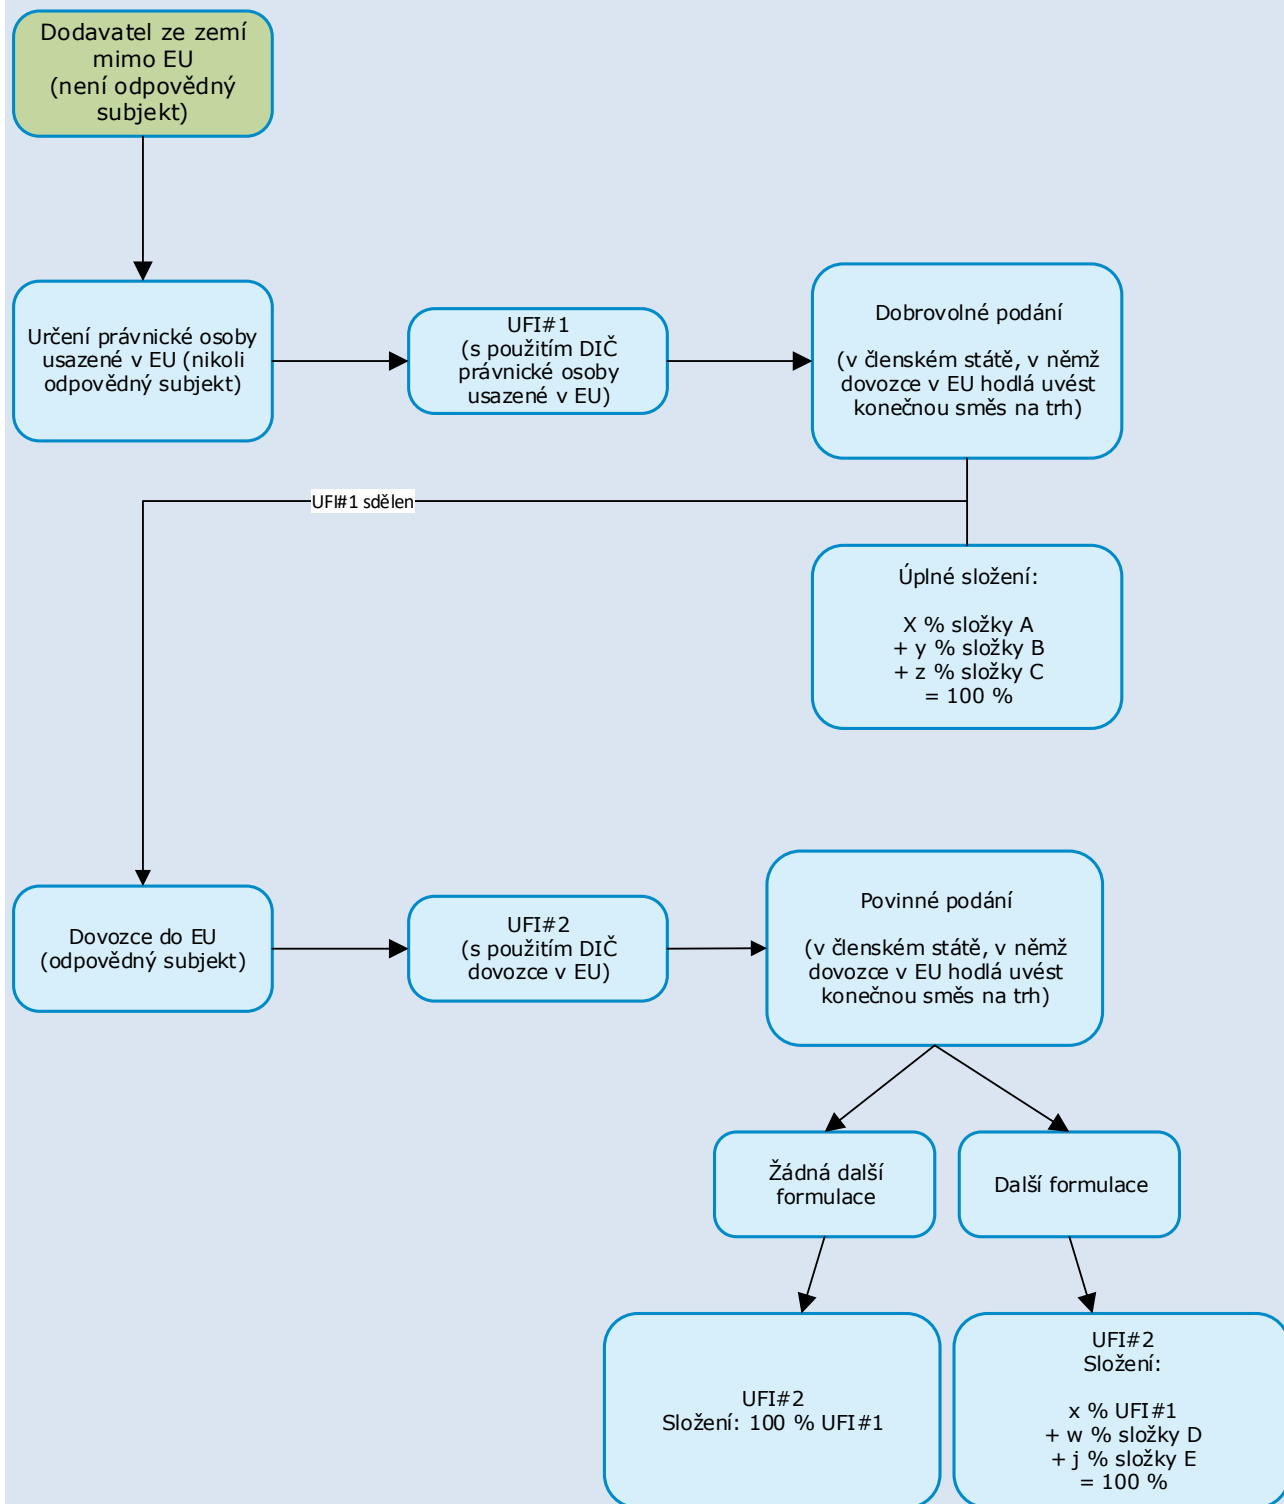 Dodavatel ze zemí
mimo EU
(není odpovědný
subjekt)
Určení právnické osoby
usazené v EU (nikoli
odpovědný subjekt)
UFI#1
(s použitím DIČ
právnické osoby
usazené v EU)
Dobrovolné podání
(v členském státě, v němž
dovozce v EU hodlá uvést
konečnou směs na trh)
UFI#1 sdělen
Úplné složení:
X % složky A
+ y % složky B
+ z % složky C
= 100 %
Dovozce do EU
(odpovědný subjekt)
UFI#2
(s použitím DIČ
dovozce v EU)
Povinné podání
(v členském státě, v němž
dovozce v EU hodlá uvést
konečnou směs na trh)
Žádná další
formulace
Další formulace
UFI#2
Složení: 100 % UFI#1
UFI#2
Složení:
x % UFI#1
+ w % složky D
+ j % složky E
= 100 %